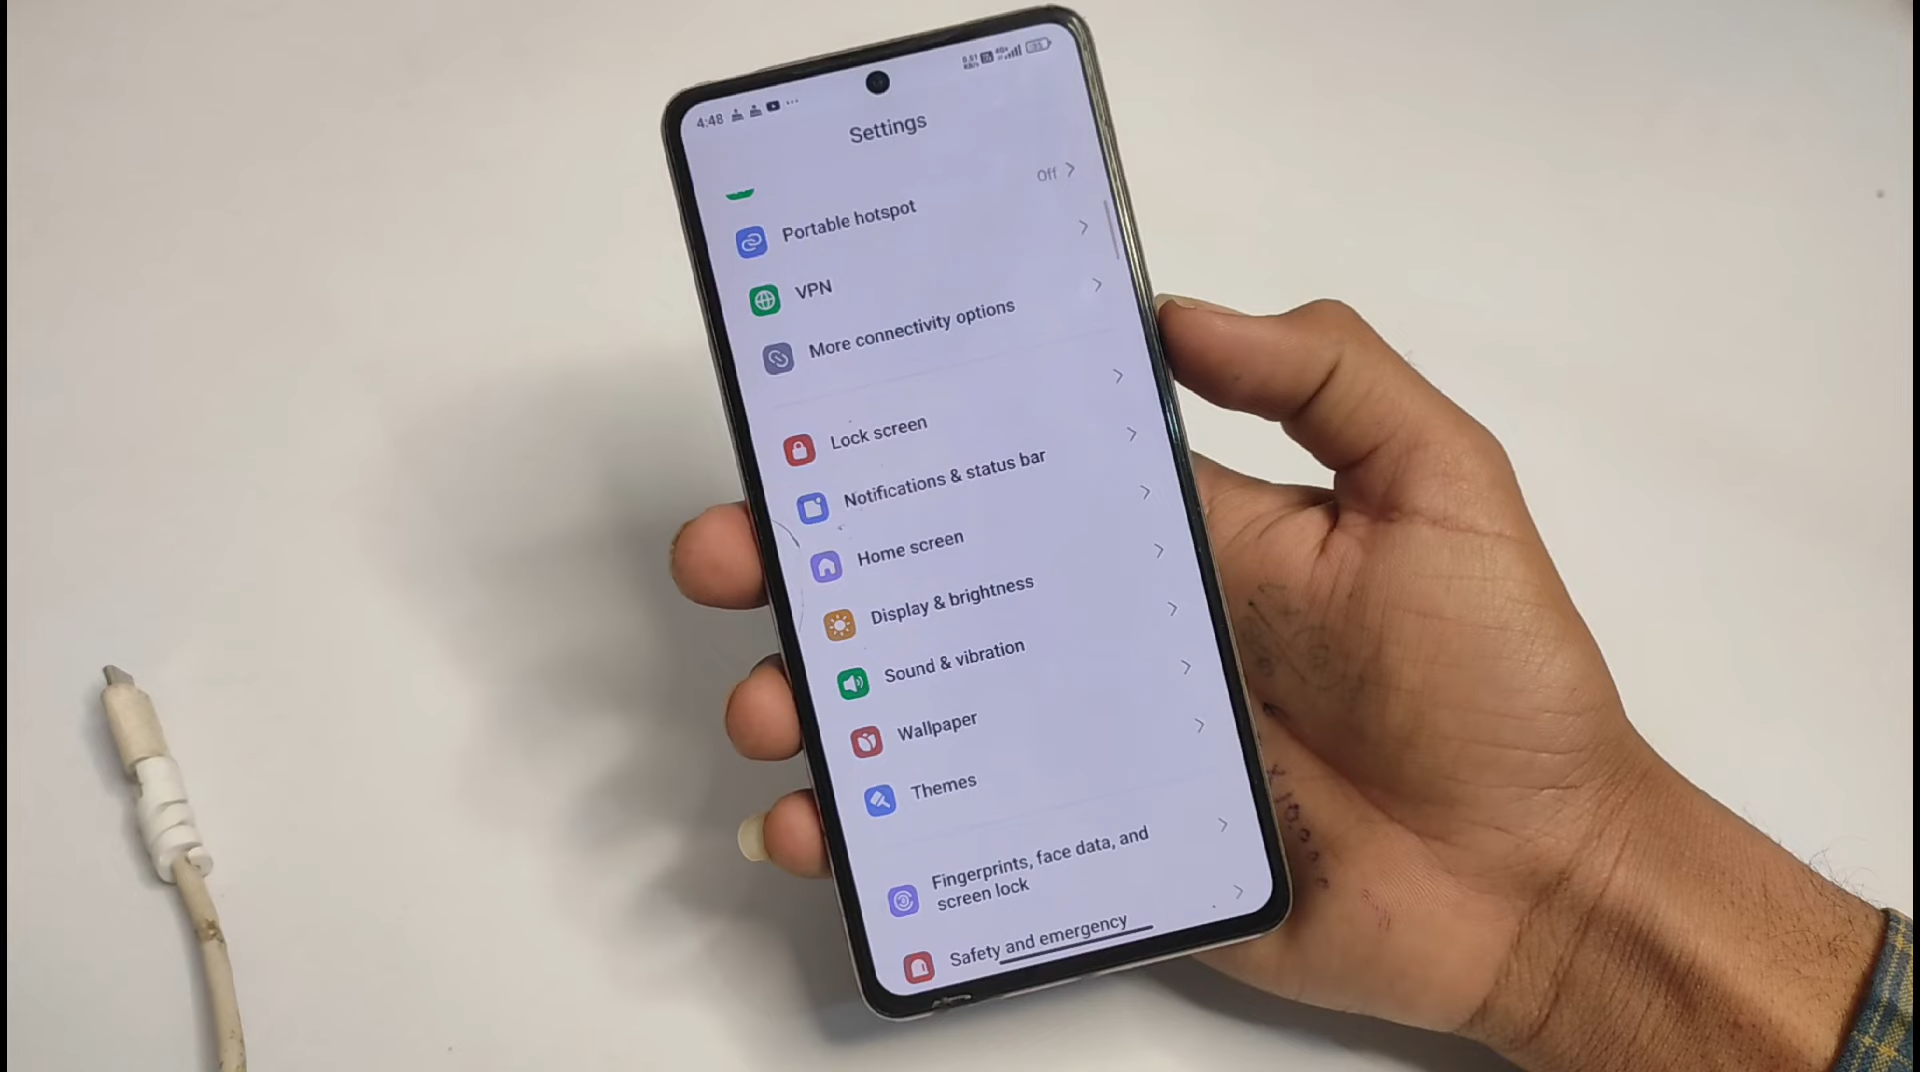 4:48
Settings
Off
Portable hotspot
VPN
More connectivity options
Lock screen
Notifications & status bar
Home screen
Display & brightness
Sound & vibration
Wallpaper
Themes
Fingerprints, face data, and
screen lock
Safety and emergency